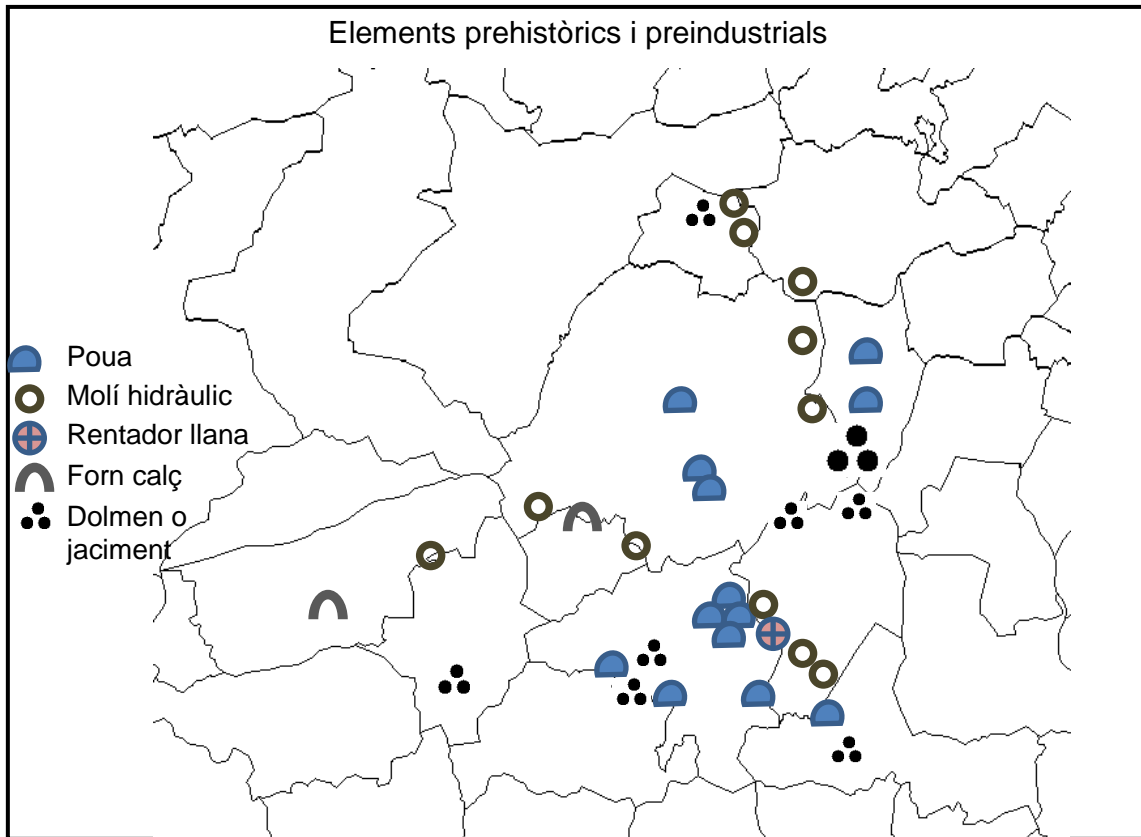 Elements prehistòrics i preindustrials
Poua
Molí hidràulic
Rentador llana
Forn calç
Dolmen o
jaciment